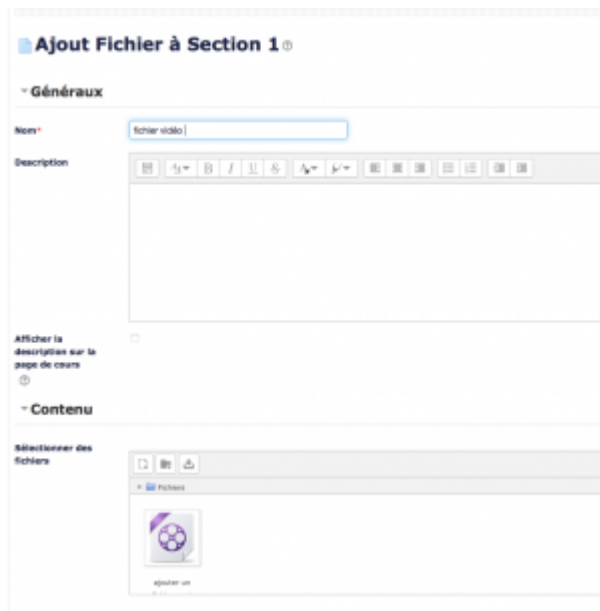 Ajout Fichier à Section 1
Généraux
Nom*
fichier vidéo
Description
B I U S
Afficher la
description sur la
page de cours
Contenu
Sélectionner des
fichiers
Fichiers
ajouter un